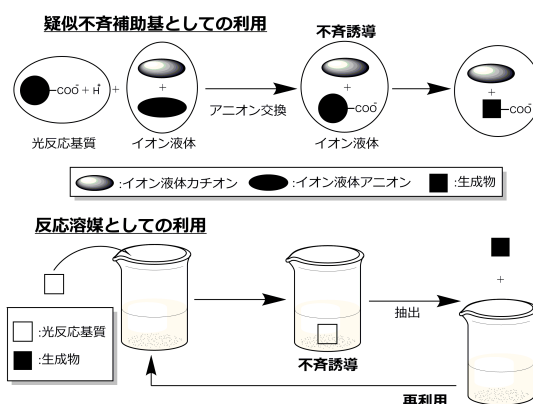 疑似不斉補助基としての利用
不斉誘導
COO⁻ + H⁺
+
+
アニオン交換
+
COO⁻
+
COO⁻
光反応基質
イオン液体
イオン液体
:イオン液体カチオン
:イオン液体アニオン
:生成物
反応溶媒としての利用
+
抽出
:光反応基質
:生成物
不斉誘導
再利用